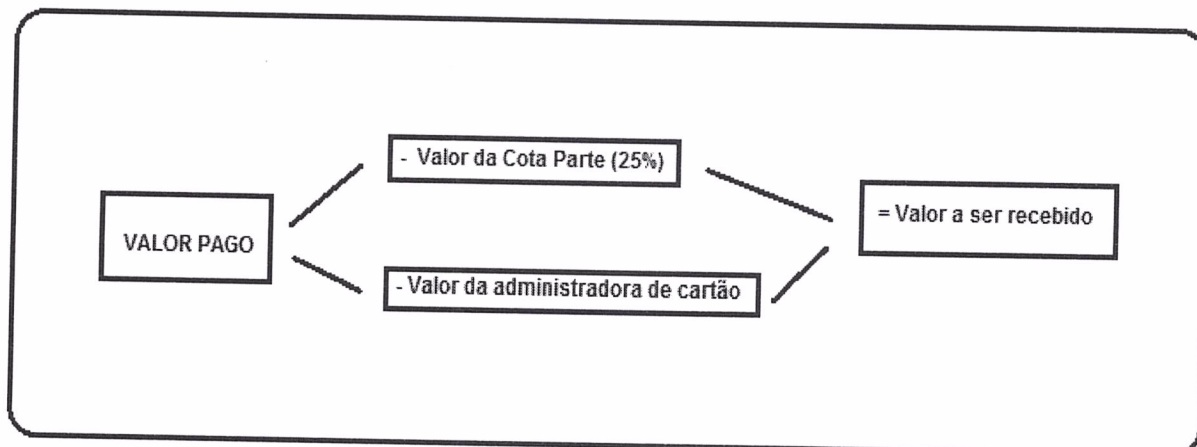 - Valor da Cota Parte (25%)
VALOR PAGO
= Valor a ser recebido
- Valor da administradora de cartão